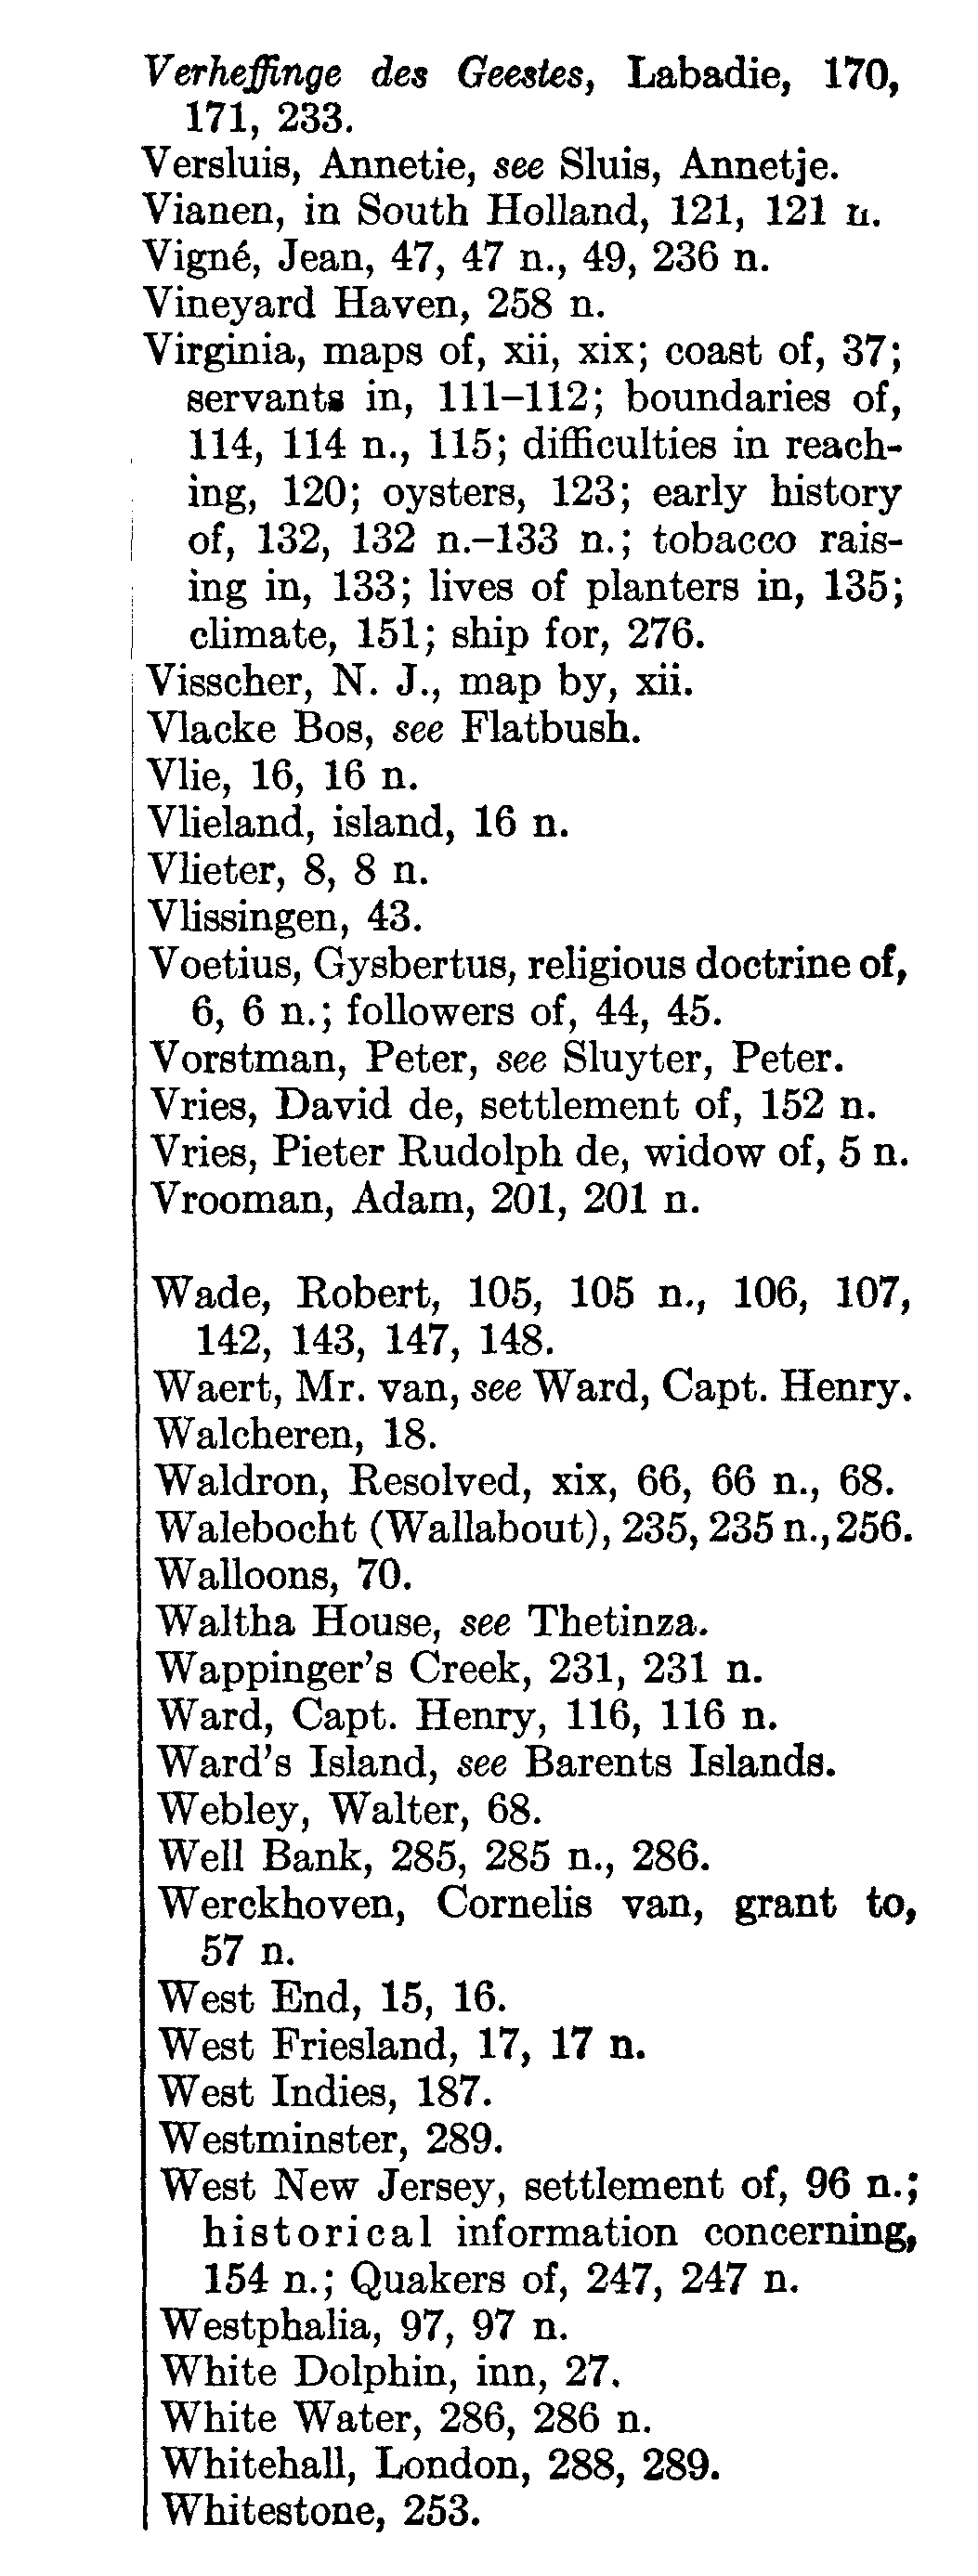 Verheffinge des Geestes, Labadie, 170,
171, 233.
Versluis, Annetie, see Sluis, Annetje.
Vianen, in South Holland, 121, 121 n.
Vigné, Jean, 47, 47 n., 49, 236 n.
Vineyard Haven, 258 n.
Virginia, maps of, xii, xix; coast of, 37;
servants in, 111–112; boundaries of,
114, 114 n., 115; difficulties in reach-
ing, 120; oysters, 123; early history
of, 132, 132 n.–133 n.; tobacco rais-
ing in, 133; lives of planters in, 135;
climate, 151; ship for, 276.
Visscher, N. J., map by, xii.
Vlacke Bos, see Flatbush.
Vlie, 16, 16 n.
Vlieland, island, 16 n.
Vlieter, 8, 8 n.
Vlissingen, 43.
Voetius, Gysbertus, religious doctrine of,
6, 6 n.; followers of, 44, 45.
Vorstman, Peter, see Sluyter, Peter.
Vries, David de, settlement of, 152 n.
Vries, Pieter Rudolph de, widow of, 5 n.
Vrooman, Adam, 201, 201 n.
Wade, Robert, 105, 105 n., 106, 107,
142, 143, 147, 148.
Waert, Mr. van, see Ward, Capt. Henry.
Walcheren, 18.
Waldron, Resolved, xix, 66, 66 n., 68.
Walebocht (Wallabout), 235, 235 n., 256.
Walloons, 70.
Waltha House, see Thetinza.
Wappinger's Creek, 231, 231 n.
Ward, Capt. Henry, 116, 116 n.
Ward's Island, see Barents Islands.
Webley, Walter, 68.
Well Bank, 285, 285 n., 286.
Werckhoven, Cornelis van, grant to,
57 n.
West End, 15, 16.
West Friesland, 17, 17 n.
West Indies, 187.
Westminster, 289.
West New Jersey, settlement of, 96 n.;
historical information concerning,
154 n.; Quakers of, 247, 247 n.
Westphalia, 97, 97 n.
White Dolphin, inn, 27.
White Water, 286, 286 n.
Whitehall, London, 288, 289.
Whitestone, 253.